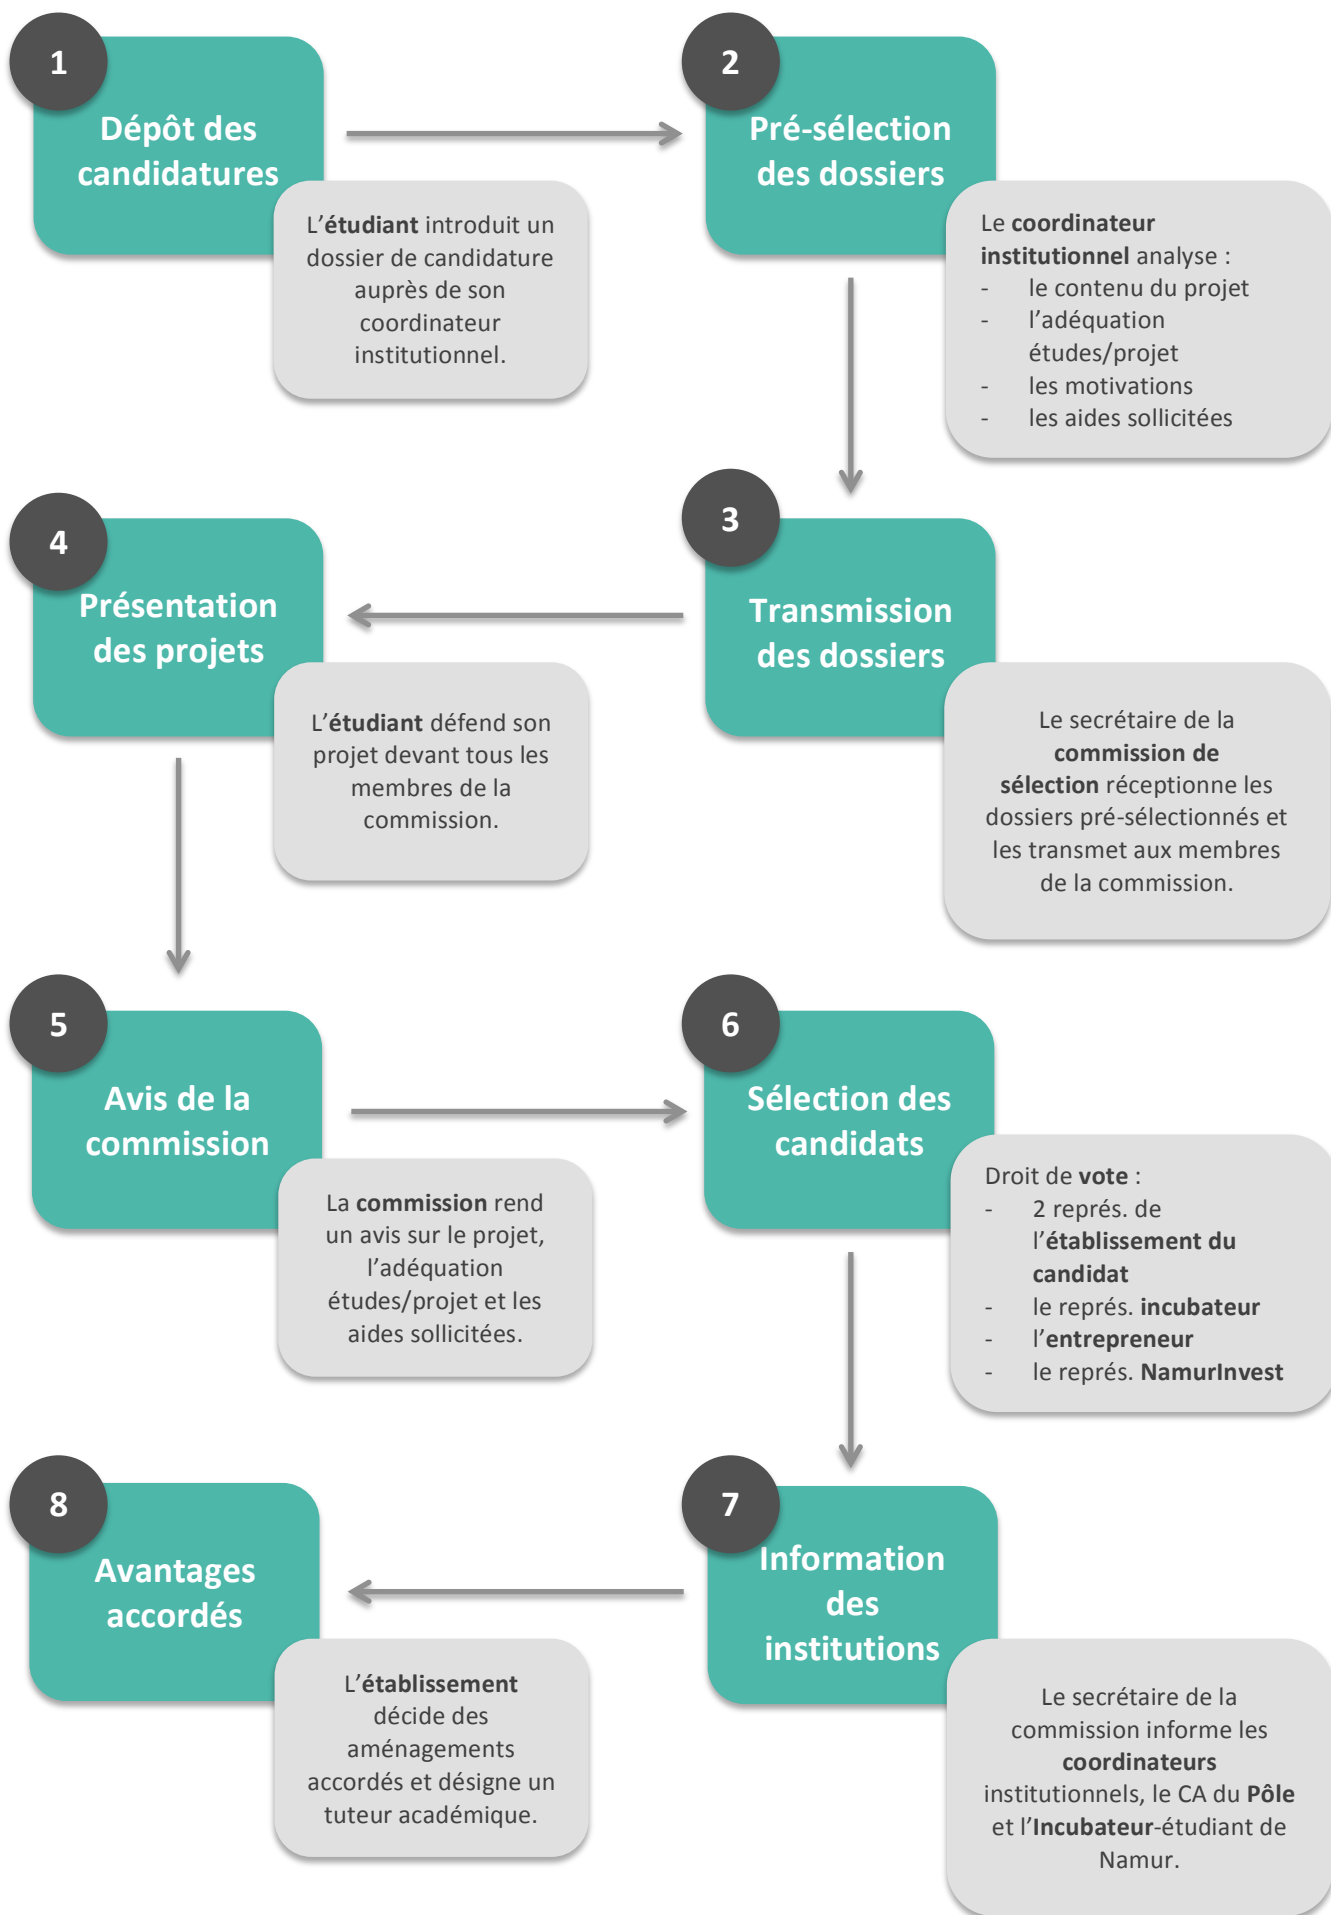 1
Dépôt des
candidatures
L’étudiant introduit un
dossier de candidature
auprès de son
coordinateur
institutionnel.
2
Pré-sélection
des dossiers
Le coordinateur
institutionnel analyse :
- le contenu du projet
- l’adéquation
études/projet
- les motivations
- les aides sollicitées
3
Transmission
des dossiers
Le secrétaire de la
commission de
sélection réceptionne les
dossiers pré-sélectionnés et
les transmet aux membres
de la commission.
4
Présentation
des projets
L’étudiant défend son
projet devant tous les
membres de la
commission.
5
Avis de la
commission
La commission rend
un avis sur le projet,
l’adéquation
études/projet et les
aides sollicitées.
6
Sélection des
candidats
Droit de vote :
- 2 représ. de
l’établissement du
candidat
- le représ. incubateur
- l’entrepreneur
- le représ. NamurInvest
7
Information
des
institutions
Le secrétaire de la
commission informe les
coordinateurs
institutionnels, le CA du Pôle
et l’Incubateur-étudiant de
Namur.
8
Avantages
accordés
L’établissement
décide des
aménagements
accordés et désigne un
tuteur académique.